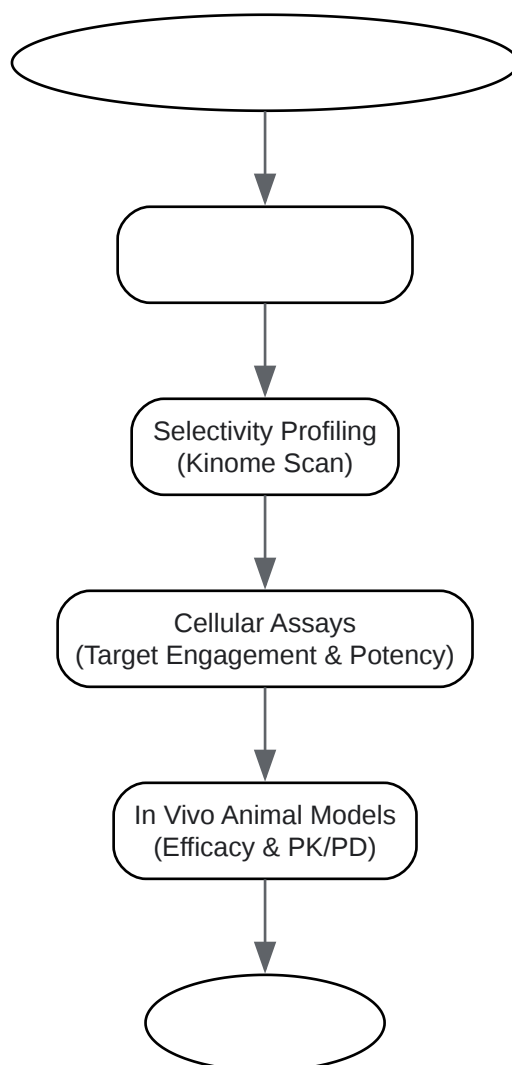 Selectivity Profiling
(Kinome Scan)
Cellular Assays
(Target Engagement & Potency)
In Vivo Animal Models
(Efficacy & PK/PD)